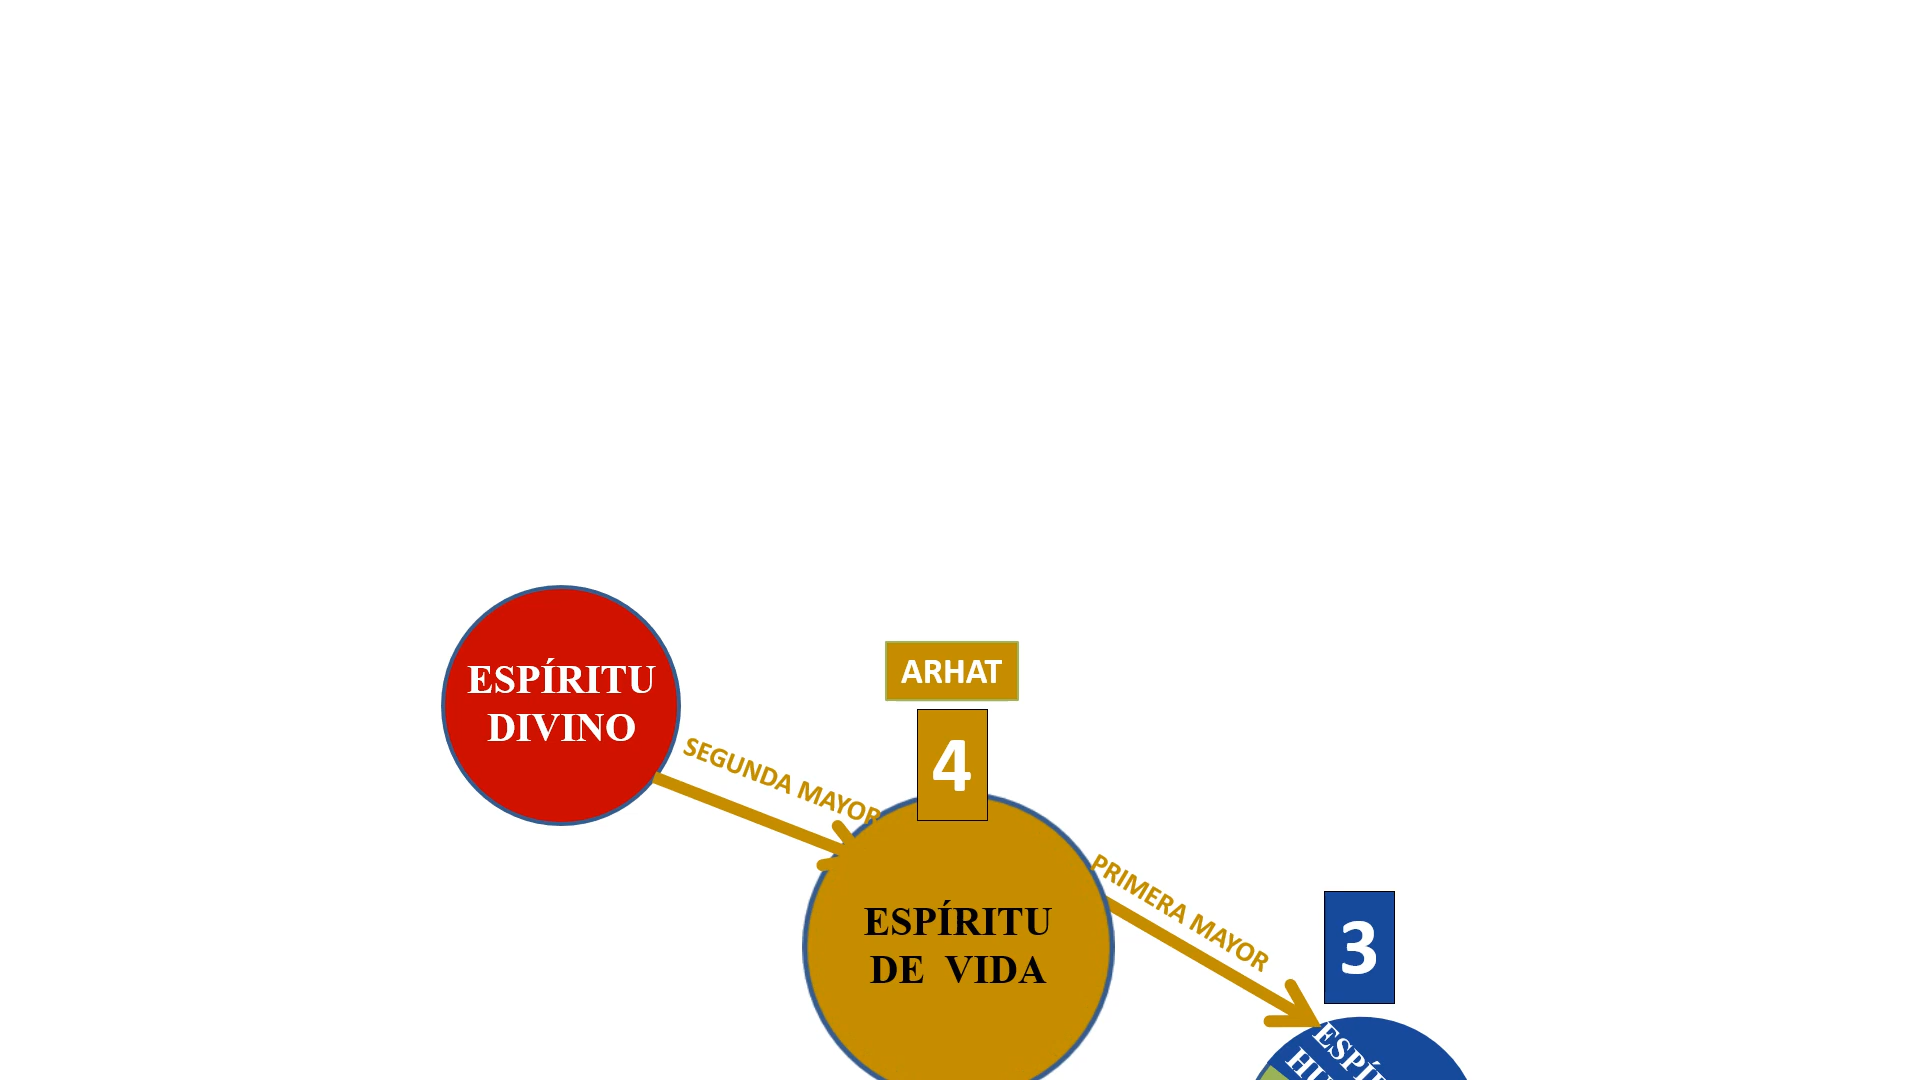 ESPÍRITU
DIVINO
SEGUNDA MAYOR
ARHAT
4
ESPÍRITU
DE VIDA
PRIMERA MAYOR
3